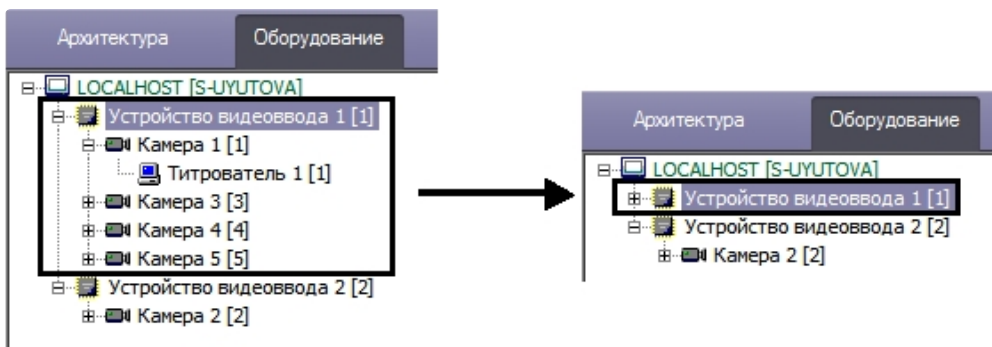 Архитектура Оборудование
LOCALHOST [S-UYUTOVA]
Устройство видеоввода 1 [1]
Камера 1 [1]
Титрователь 1 [1]
Камера 3 [3]
Камера 4 [4]
Камера 5 [5]
Устройство видеоввода 2 [2]
Камера 2 [2]
Архитектура Оборудование
LOCALHOST [S-UYUTOVA]
Устройство видеоввода 1 [1]
Устройство видеоввода 2 [2]
Камера 2 [2]